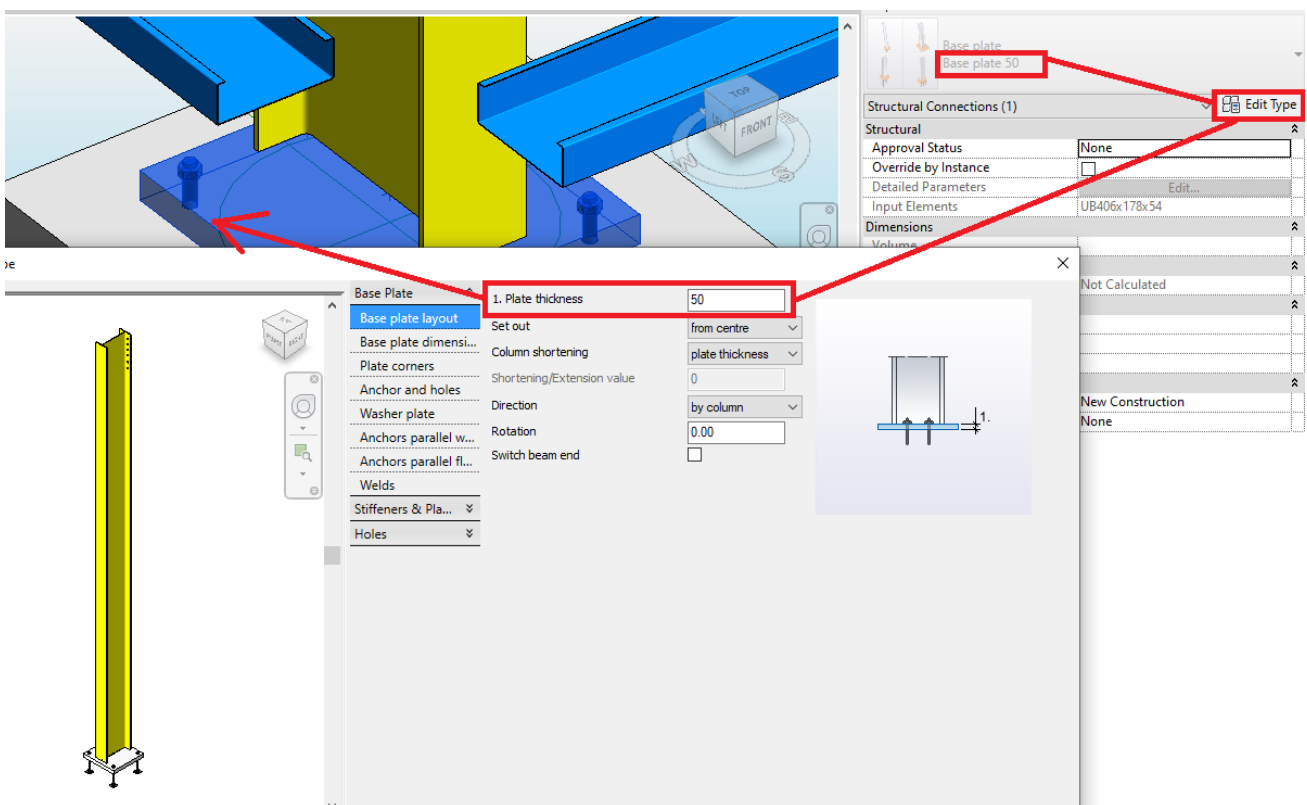 Base plate
Base plate 50
TOP
FRONT
Structural Connections (1)
Edit Type
Structural
Approval Status
None
Override by Instance
Detailed Parameters
Edit...
Input Elements
UB406x178x54
Dimensions
Volume
Not Calculated
New Construction
None
Base Plate
Base plate layout
Base plate dimensi...
Plate corners
Anchor and holes
Washer plate
Anchors parallel w...
Anchors parallel fl...
Welds
Stiffeners & Pla...
Holes
1. Plate thickness
50
Set out
from centre
Column shortening
plate thickness
Shortening/Extension value
0
Direction
by column
Rotation
0.00
Switch beam end
1.